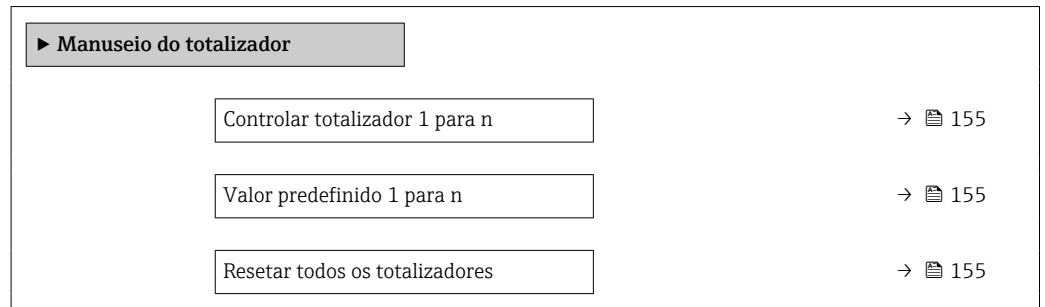 ▶ Manuseio do totalizador
Controlar totalizador 1 para n → 155
Valor predefinido 1 para n → 155
Resetar todos os totalizadores → 155